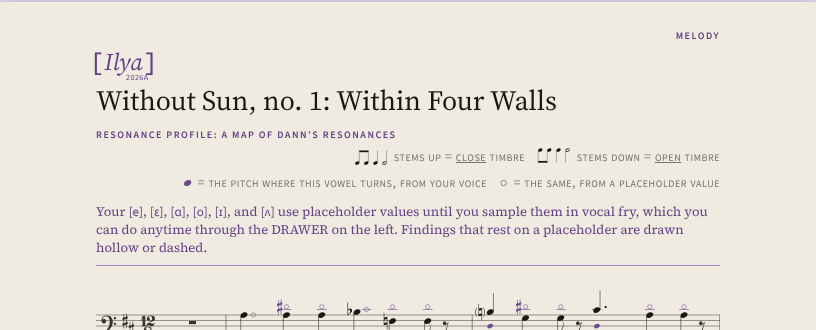 MELODY
[Ilya]
2026A
Without Sun, no. 1: Within Four Walls
RESONANCE PROFILE: A MAP OF DANN'S RESONANCES
STEMS UP = CLOSE TIMBRE STEMS DOWN = OPEN TIMBRE
= THE PITCH WHERE THIS VOWEL TURNS, FROM YOUR VOICE = THE SAME, FROM A PLACEHOLDER VALUE
Your [e], [ɛ], [ɑ], [o], [ɪ], and [ʌ] use placeholder values until you sample them in vocal fry, which you
can do anytime through the DRAWER on the left. Findings that rest on a placeholder are drawn
hollow or dashed.
12